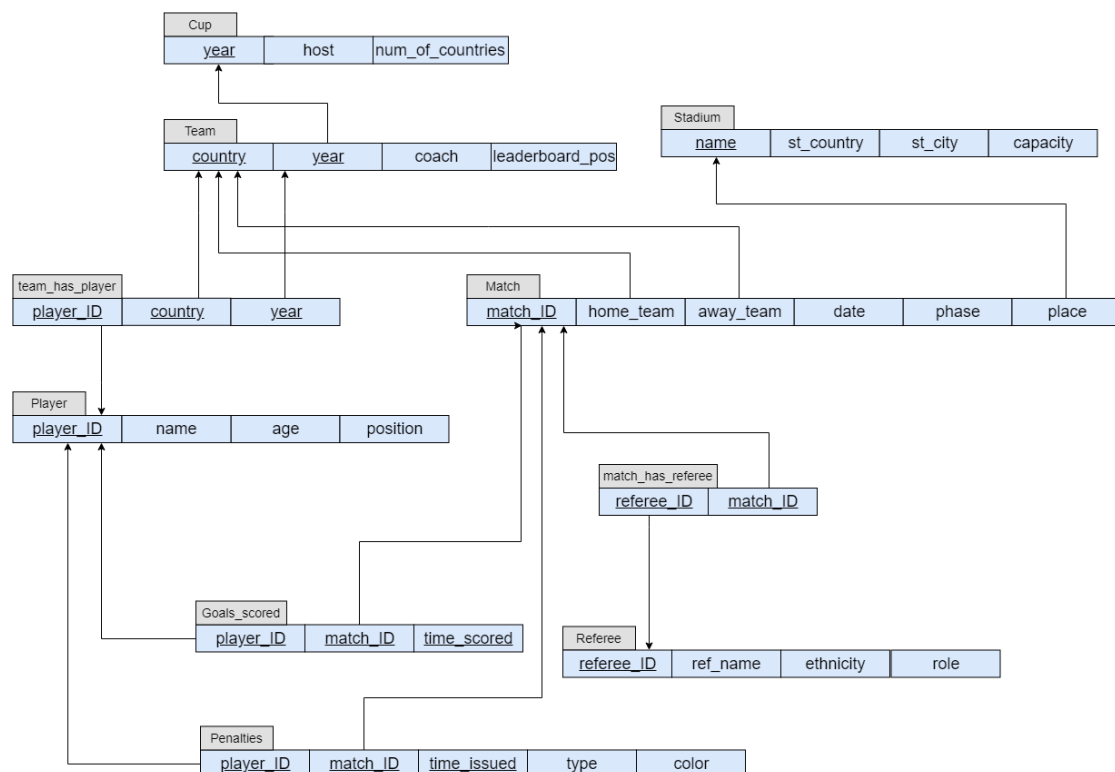 Cup
year host num_of_countries
Team
country year coach leaderboard_pos
Stadium
name st_country st_city capacity
team_has_player
player_ID country year
Match
match_ID home_team away_team date phase place
Player
player_ID name age position
match_has_referee
referee_ID match_ID
Goals_scored
player_ID match_ID time_scored
Referee
referee_ID ref_name ethnicity role
Penalties
player_ID match_ID time_issued type color